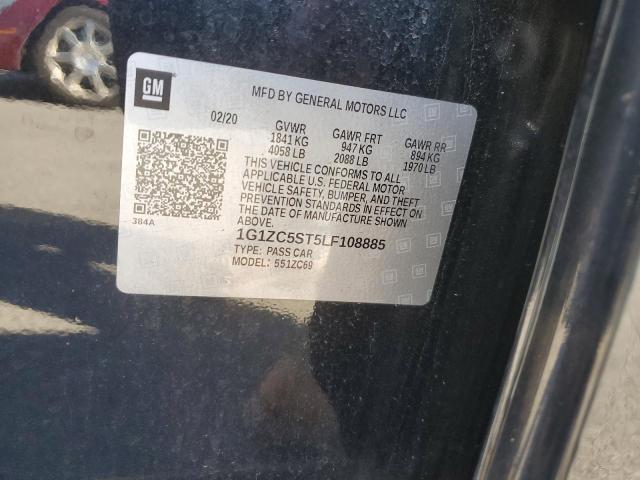 GM
MFD BY GENERAL MOTORS LLC
02/20 GVWR GAWR FRT GAWR RR
1841 KG 947 KG 894 KG
4058 LB 2088 LB 1970 LB
THIS VEHICLE CONFORMS TO ALL
APPLICABLE U.S. FEDERAL MOTOR
VEHICLE SAFETY, BUMPER, AND THEFT
PREVENTION STANDARDS IN EFFECT ON
THE DATE OF MANUFACTURE SHOWN
ABOVE.
384A
1G1ZC5ST5LF108885
TYPE: PASS CAR
MODEL: 551ZC69